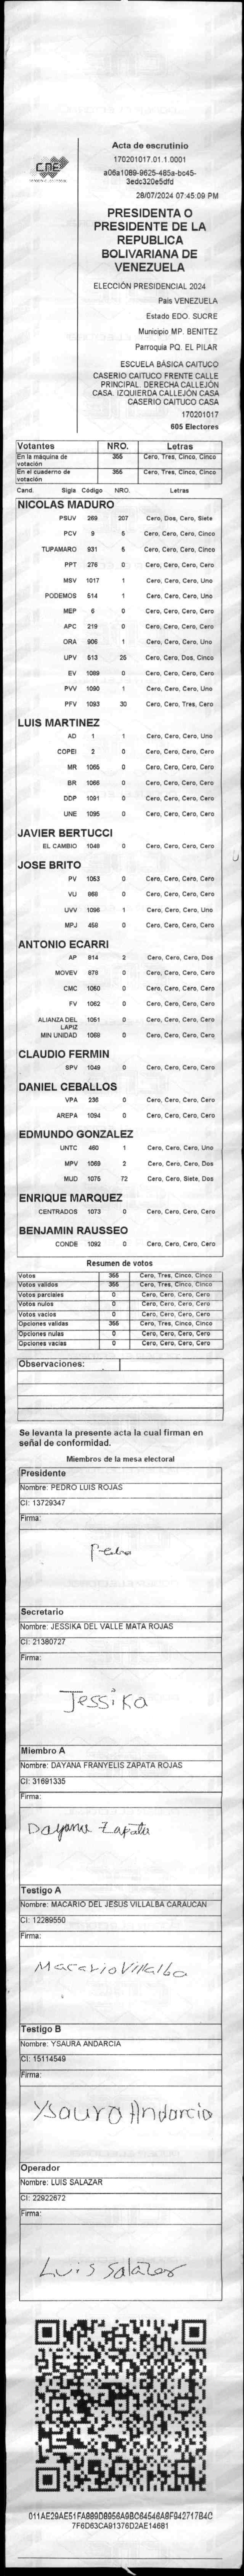 Acta de escrutinio
170201017.01.1.0001
a06a1089-9625-485a-bc45-
3edc320e5dfd
28/07/2024 07:45:09 PM
CNE
PRESIDENTA O
PRESIDENTE DE LA
REPUBLICA
BOLIVARIANA DE
VENEZUELA
ELECCIÓN PRESIDENCIAL 2024
País VENEZUELA
Estado EDO. SUCRE
Municipio MP. BENITEZ
Parroquia PQ. EL PILAR
ESCUELA BÁSICA CAITUCO
CASERIO CAITUCO FRENTE CALLE
PRINCIPAL. DERECHA CALLEJÓN
CASA. IZQUIERDA CALLEJÓN CASA
CASERIO CAITUCO CASA
170201017
605 Electores
Votantes NRO. Letras
En la máquina de votación 355 Cero, Tres, Cinco, Cinco
En el cuaderno de votación 355 Cero, Tres, Cinco, Cinco
Cand. Sigla Código NRO. Letras
NICOLAS MADURO
PSUV 269 207 Cero, Dos, Cero, Siete
PCV 9 5 Cero, Cero, Cero, Cinco
TUPAMARO 931 5 Cero, Cero, Cero, Cinco
PPT 276 0 Cero, Cero, Cero, Cero
MSV 1017 1 Cero, Cero, Cero, Uno
PODEMOS 514 1 Cero, Cero, Cero, Uno
MEP 6 0 Cero, Cero, Cero, Cero
APC 219 0 Cero, Cero, Cero, Cero
ORA 906 1 Cero, Cero, Cero, Uno
UPV 513 25 Cero, Cero, Dos, Cinco
EV 1089 0 Cero, Cero, Cero, Cero
PVV 1090 1 Cero, Cero, Cero, Uno
PFV 1093 30 Cero, Cero, Tres, Cero
LUIS MARTINEZ
AD 1 1 Cero, Cero, Cero, Uno
COPEI 2 0 Cero, Cero, Cero, Cero
MR 1065 0 Cero, Cero, Cero, Cero
BR 1066 0 Cero, Cero, Cero, Cero
DDP 1091 0 Cero, Cero, Cero, Cero
UNE 1095 0 Cero, Cero, Cero, Cero
JAVIER BERTUCCI
EL CAMBIO 1048 0 Cero, Cero, Cero, Cero
JOSE BRITO
PV 1053 0 Cero, Cero, Cero, Cero
VU 868 0 Cero, Cero, Cero, Cero
UVV 1096 1 Cero, Cero, Cero, Uno
MPJ 458 0 Cero, Cero, Cero, Cero
ANTONIO ECARRI
AP 814 2 Cero, Cero, Cero, Dos
MOVEV 878 0 Cero, Cero, Cero, Cero
CMC 1050 0 Cero, Cero, Cero, Cero
FV 1062 0 Cero, Cero, Cero, Cero
ALIANZA DEL LAPIZ 1051 0 Cero, Cero, Cero, Cero
MIN UNIDAD 1069 0 Cero, Cero, Cero, Cero
CLAUDIO FERMIN
SPV 1049 0 Cero, Cero, Cero, Cero
DANIEL CEBALLOS
VPA 236 0 Cero, Cero, Cero, Cero
AREPA 1094 0 Cero, Cero, Cero, Cero
EDMUNDO GONZALEZ
UNTC 460 1 Cero, Cero, Cero, Uno
MPV 1068 2 Cero, Cero, Cero, Dos
MUD 1075 72 Cero, Cero, Siete, Dos
ENRIQUE MARQUEZ
CENTRADOS 1073 0 Cero, Cero, Cero, Cero
BENJAMIN RAUSSEO
CONDE 1092 0 Cero, Cero, Cero, Cero
Resumen de votos
Votos 355 Cero, Tres, Cinco, Cinco
Votos validos 355 Cero, Tres, Cinco, Cinco
Votos parciales 0 Cero, Cero, Cero, Cero
Votos nulos 0 Cero, Cero, Cero, Cero
Votos vacios 0 Cero, Cero, Cero, Cero
Opciones validas 355 Cero, Tres, Cinco, Cinco
Opciones nulas 0 Cero, Cero, Cero, Cero
Opciones vacias 0 Cero, Cero, Cero, Cero
Observaciones:
Se levanta la presente acta la cual firman en
señal de conformidad.
Miembros de la mesa electoral
Presidente
Nombre: PEDRO LUIS ROJAS
CI: 13729347
Firma:
Pedro
Secretario
Nombre: JESSIKA DEL VALLE MATA ROJAS
CI: 21380727
Firma:
Jessika
Miembro A
Nombre: DAYANA FRANYELIS ZAPATA ROJAS
CI: 31691335
Firma:
Dayana Zapata
Testigo A
Nombre: MACARIO DEL JESUS VILLALBA CARAUCAN
CI: 12289550
Firma:
Macario Villalba
Testigo B
Nombre: YSAURA ANDARCIA
CI: 15114549
Firma:
Ysaura Andarcia
Operador
Nombre: LUIS SALAZAR
CI: 22922672
Firma:
Luis Salazar
011AE29AE51FA889D8956A9BC64546A8F942717B4C
7F6D63CA91376D2AE14681